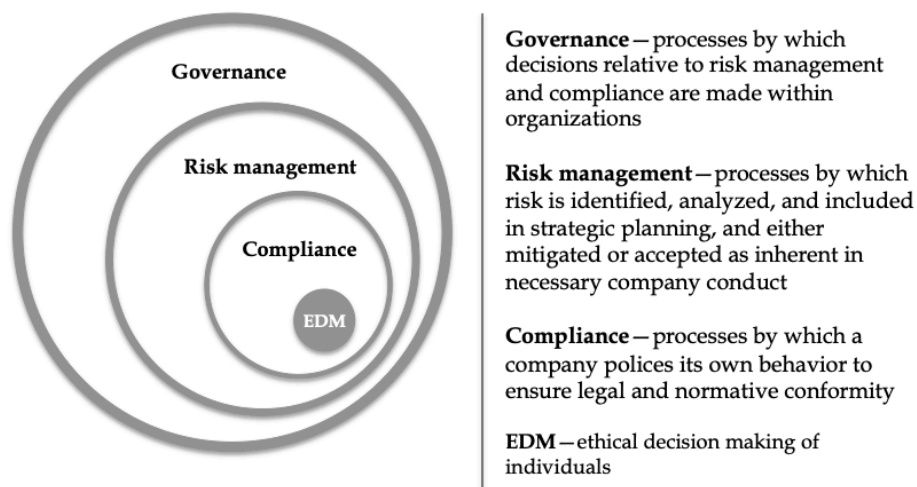 Governance
Risk management
Compliance
EDM
Governance—processes by which
decisions relative to risk management
and compliance are made within
organizations
Risk management—processes by which
risk is identified, analyzed, and included
in strategic planning, and either
mitigated or accepted as inherent in
necessary company conduct
Compliance—processes by which a
company polices its own behavior to
ensure legal and normative conformity
EDM—ethical decision making of
individuals